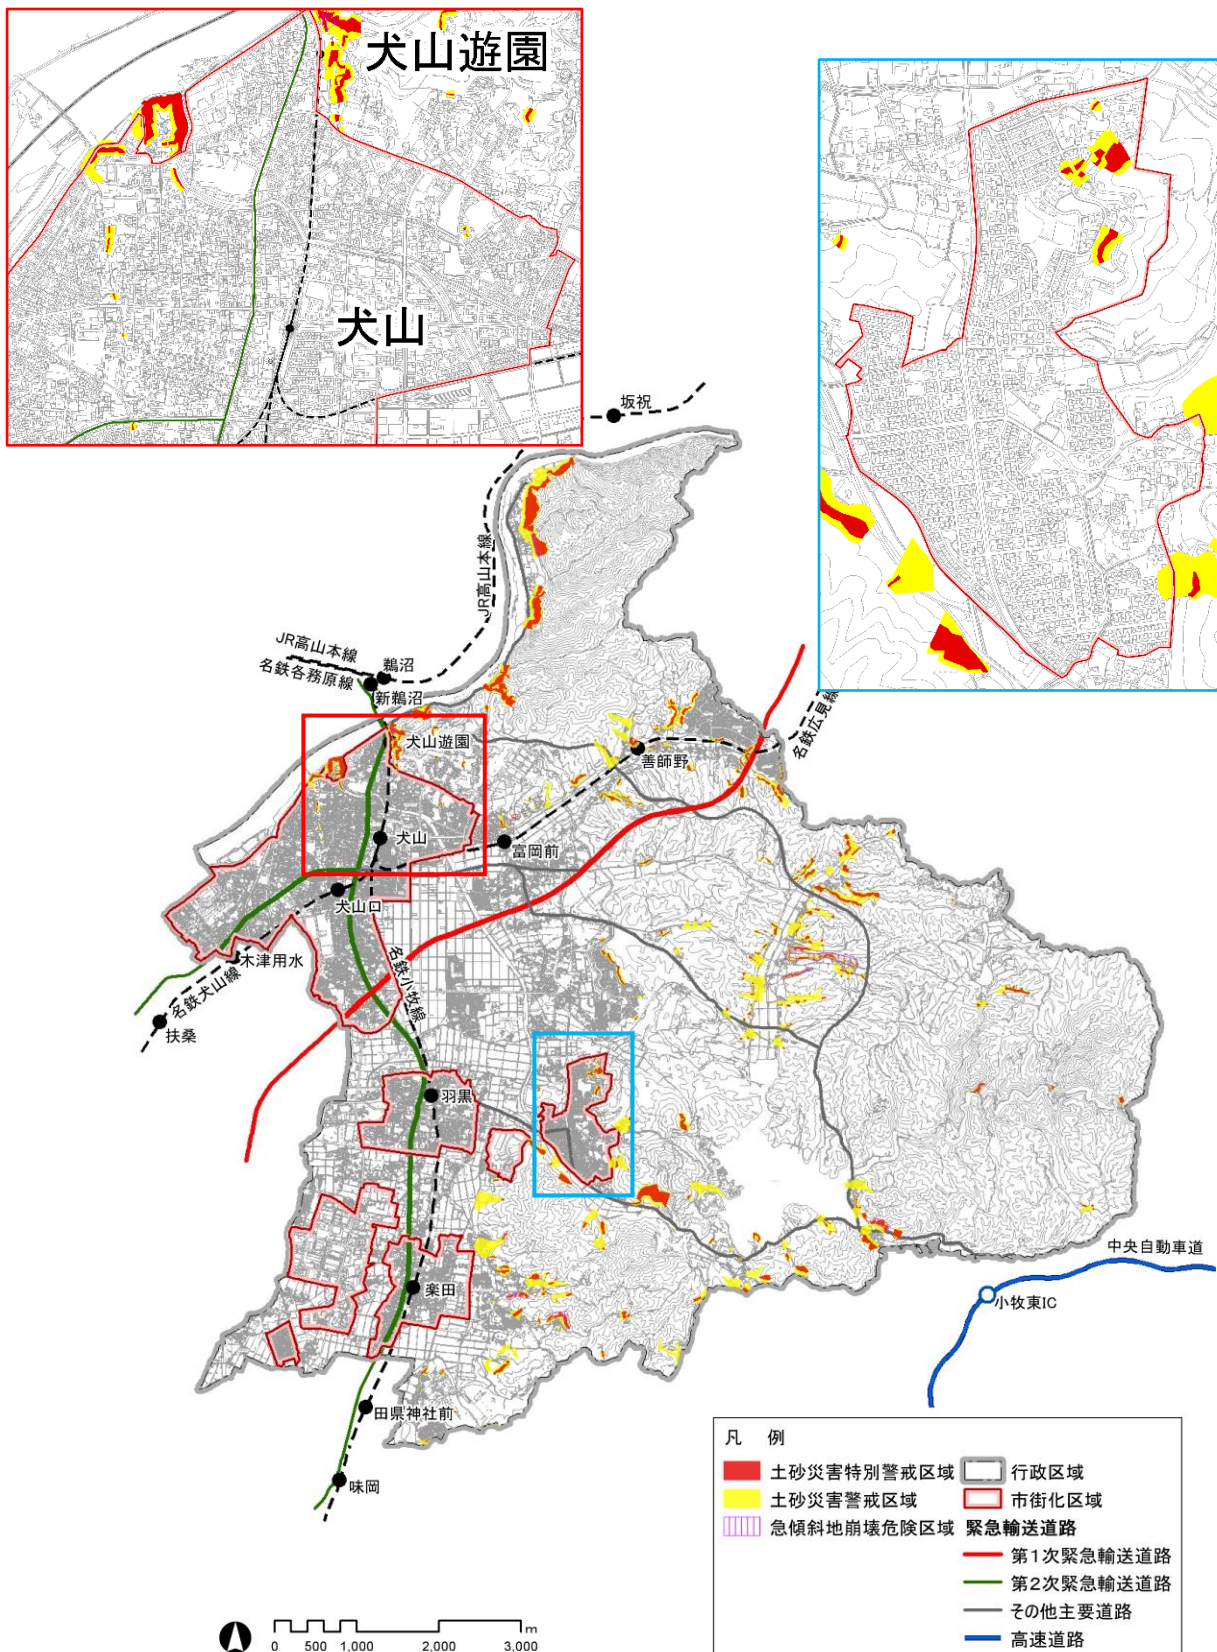 犬山遊園
犬山
坂祝
JR高山本線
JR高山本線
名鉄各務原線
鵜沼
新鵜沼
犬山遊園
名鉄広見線
善師野
犬山
富岡前
犬山口
木津用水
名鉄犬山線
名鉄小牧線
扶桑
羽黒
楽田
中央自動車道
小牧東IC
田県神社前
味岡
凡 例
土砂災害特別警戒区域
土砂災害警戒区域
急傾斜地崩壊危険区域
行政区域
市街化区域
緊急輸送道路
第1次緊急輸送道路
第2次緊急輸送道路
その他主要道路
高速道路
0 500 1,000 2,000 3,000 m